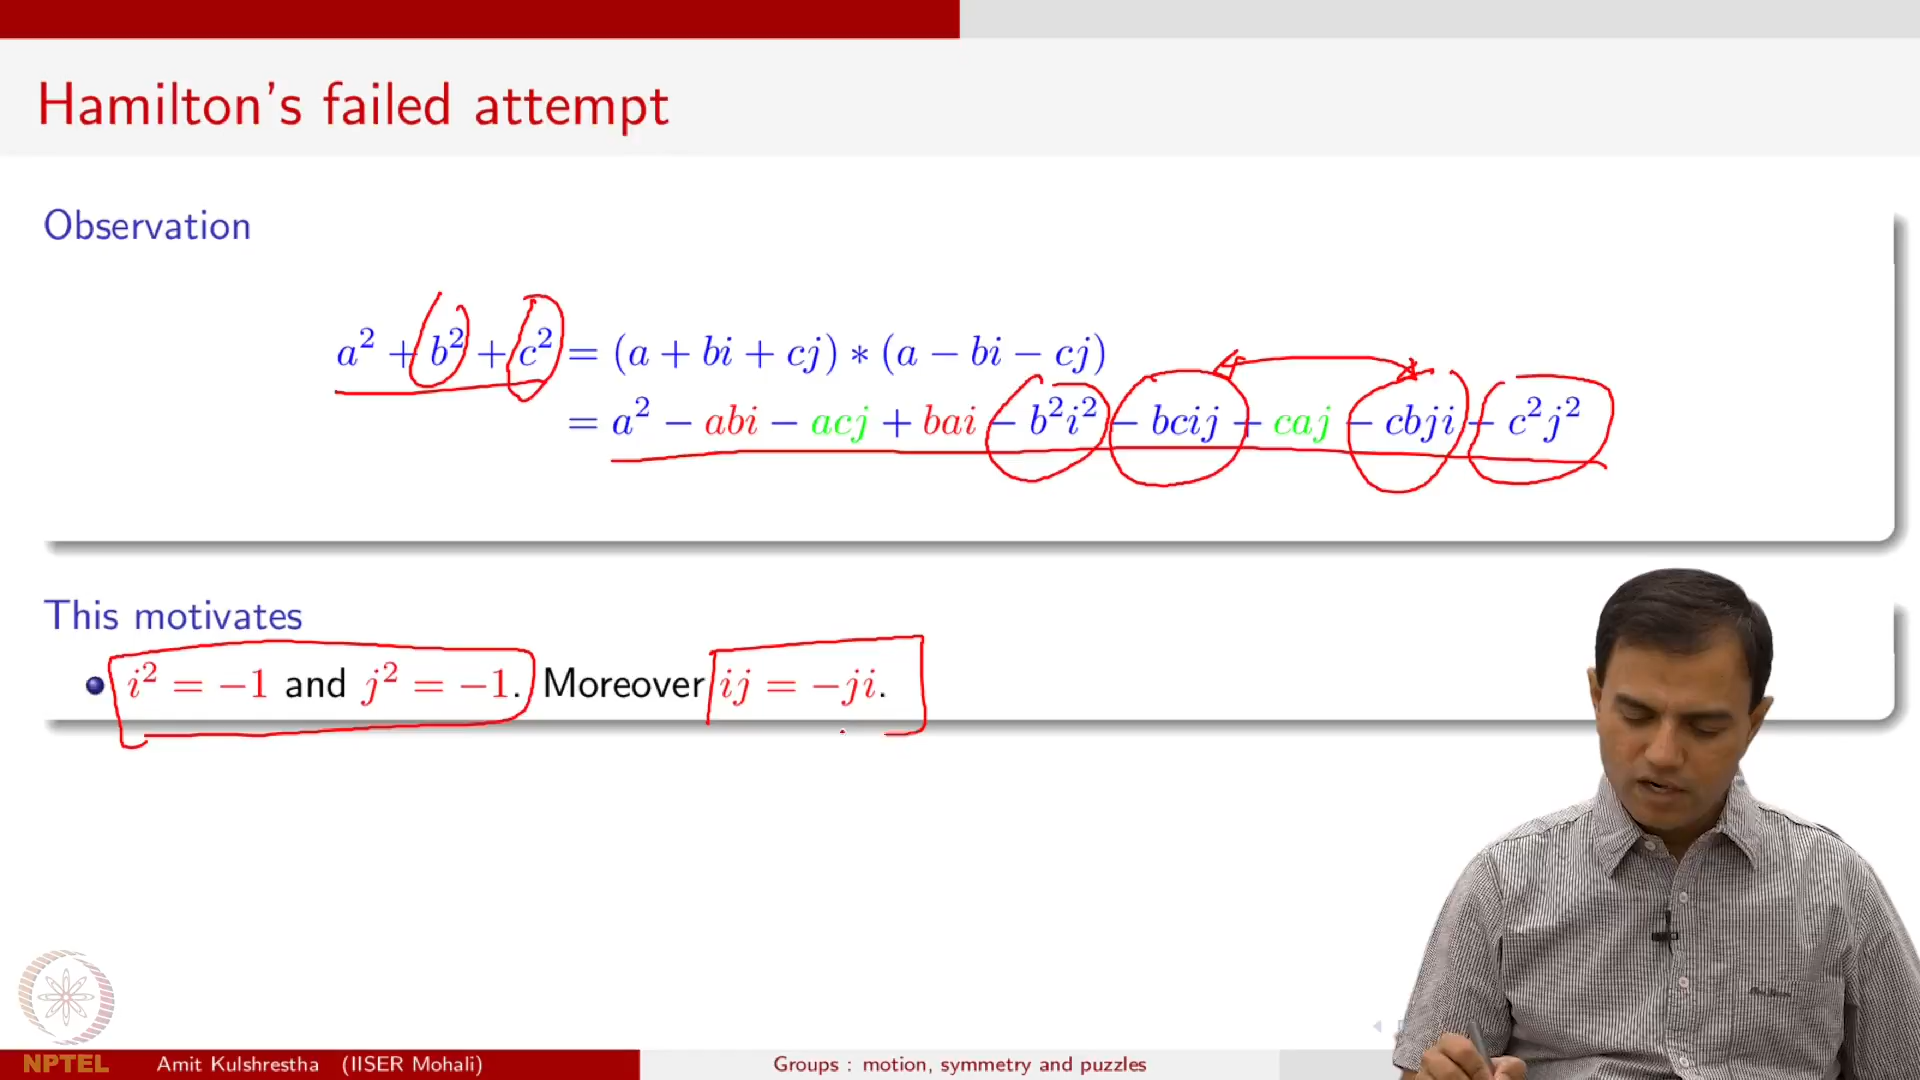 Hamilton's failed attempt
Observation
a² + b² + c² = (a + bi + cj) ∗ (a − bi − cj)
= a² − abi − acj + bai − b²i² − bcij + caj − cbji − c²j²
This motivates
• i² = −1 and j² = −1. Moreover ij = −ji.
NPTEL
Amit Kulshrestha (IISER Mohali)
Groups : motion, symmetry and puzzles